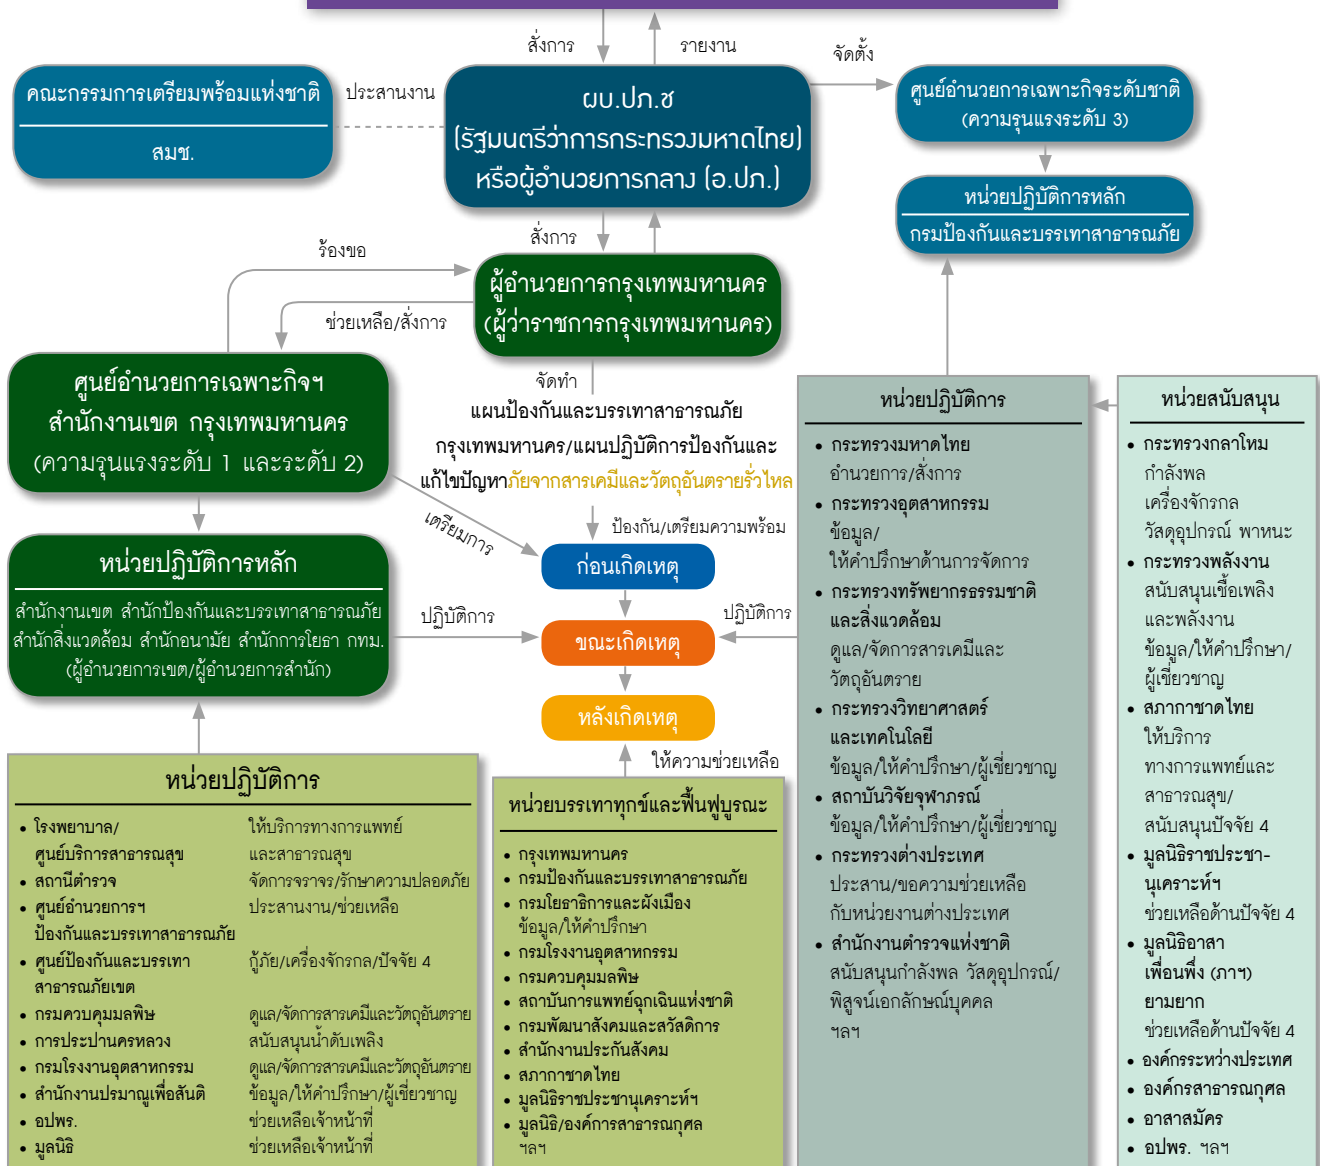 สั่งการ
รายงาน
จัดตั้ง
คณะกรรมการเตรียมพร้อมแห่งชาติ
สมช.
ประสานงาน
ผบ.ปภ.ช
(รัฐมนตรีว่าการกระทรวงมหาดไทย)
หรือผู้อำนวยการกลาง (อ.ปภ.)
ศูนย์อำนวยการเฉพาะกิจระดับชาติ
(ความรุนแรงระดับ 3)
หน่วยปฏิบัติการหลัก
กรมป้องกันและบรรเทาสาธารณภัย
สั่งการ
ร้องขอ
ผู้อำนวยการกรุงเทพมหานคร
(ผู้ว่าราชการกรุงเทพมหานคร)
ช่วยเหลือ/สั่งการ
ศูนย์อำนวยการเฉพาะกิจฯ
สำนักงานเขต กรุงเทพมหานคร
(ความรุนแรงระดับ 1 และระดับ 2)
จัดทำ
แผนป้องกันและบรรเทาสาธารณภัย
กรุงเทพมหานคร/แผนปฏิบัติการป้องกันและ
แก้ไขปัญหาภัยจากสารเคมีและวัตถุอันตรายรั่วไหล
เตรียมการ
ป้องกัน/เตรียมความพร้อม
หน่วยปฏิบัติการหลัก
สำนักงานเขต สำนักป้องกันและบรรเทาสาธารณภัย
สำนักสิ่งแวดล้อม สำนักอนามัย สำนักการโยธา กทม.
(ผู้อำนวยการเขต/ผู้อำนวยการสำนัก)
ก่อนเกิดเหตุ
ปฏิบัติการ
ขณะเกิดเหตุ
ปฏิบัติการ
หลังเกิดเหตุ
ให้ความช่วยเหลือ
หน่วยปฏิบัติการ
• โรงพยาบาล/ ให้บริการทางการแพทย์
ศูนย์บริการสาธารณสุข และสาธารณสุข
• สถานีตำรวจ จัดการจราจร/รักษาความปลอดภัย
• ศูนย์อำนวยการฯ ประสานงาน/ช่วยเหลือ
ป้องกันและบรรเทาสาธารณภัย
• ศูนย์ป้องกันและบรรเทา กู้ภัย/เครื่องจักรกล/ปัจจัย 4
สาธารณภัยเขต
• กรมควบคุมมลพิษ ดูแล/จัดการสารเคมีและวัตถุอันตราย
• การประปานครหลวง สนับสนุนน้ำดับเพลิง
• กรมโรงงานอุตสาหกรรม ดูแล/จัดการสารเคมีและวัตถุอันตราย
• สำนักงานปรมาณูเพื่อสันติ ข้อมูล/ให้คำปรึกษา/ผู้เชี่ยวชาญ
• อปพร. ช่วยเหลือเจ้าหน้าที่
• มูลนิธิ ช่วยเหลือเจ้าหน้าที่
หน่วยบรรเทาทุกข์และฟื้นฟูบูรณะ
• กรุงเทพมหานคร
• กรมป้องกันและบรรเทาสาธารณภัย
• กรมโยธาธิการและผังเมือง
ข้อมูล/ให้คำปรึกษา
• กรมโรงงานอุตสาหกรรม
• กรมควบคุมมลพิษ
• สถาบันการแพทย์ฉุกเฉินแห่งชาติ
• กรมพัฒนาสังคมและสวัสดิการ
• สำนักงานประกันสังคม
• สภากาชาดไทย
• มูลนิธิราชประชานุเคราะห์ฯ
• มูลนิธิ/องค์การสาธารณกุศล
ฯลฯ
หน่วยปฏิบัติการ
• กระทรวงมหาดไทย
อำนวยการ/สั่งการ
• กระทรวงอุตสาหกรรม
ข้อมูล/
ให้คำปรึกษาด้านการจัดการ
• กระทรวงทรัพยากรธรรมชาติ
และสิ่งแวดล้อม
ดูแล/จัดการสารเคมีและ
วัตถุอันตราย
• กระทรวงวิทยาศาสตร์
และเทคโนโลยี
ข้อมูล/ให้คำปรึกษา/ผู้เชี่ยวชาญ
• สถาบันวิจัยจุฬาภรณ์
ข้อมูล/ให้คำปรึกษา/ผู้เชี่ยวชาญ
• กระทรวงต่างประเทศ
ประสาน/ขอความช่วยเหลือ
กับหน่วยงานต่างประเทศ
• สำนักงานตำรวจแห่งชาติ
สนับสนุนกำลังพล วัสดุอุปกรณ์/
พิสูจน์เอกลักษณ์บุคคล
ฯลฯ
หน่วยสนับสนุน
• กระทรวงกลาโหม
กำลังพล
เครื่องจักรกล
วัสดุอุปกรณ์ พาหนะ
• กระทรวงพลังงาน
สนับสนุนเชื้อเพลิง
และพลังงาน
ข้อมูล/ให้คำปรึกษา/
ผู้เชี่ยวชาญ
• สภากาชาดไทย
ให้บริการ
ทางการแพทย์และ
สาธารณสุข/
สนับสนุนปัจจัย 4
• มูลนิธิราชประชา-
นุเคราะห์ฯ
ช่วยเหลือด้านปัจจัย 4
• มูลนิธิอาสา
เพื่อนพึ่ง (ภาฯ)
ยามยาก
ช่วยเหลือด้านปัจจัย 4
• องค์กรระหว่างประเทศ
• องค์กรสาธารณกุศล
• อาสาสมัคร
• อปพร. ฯลฯ